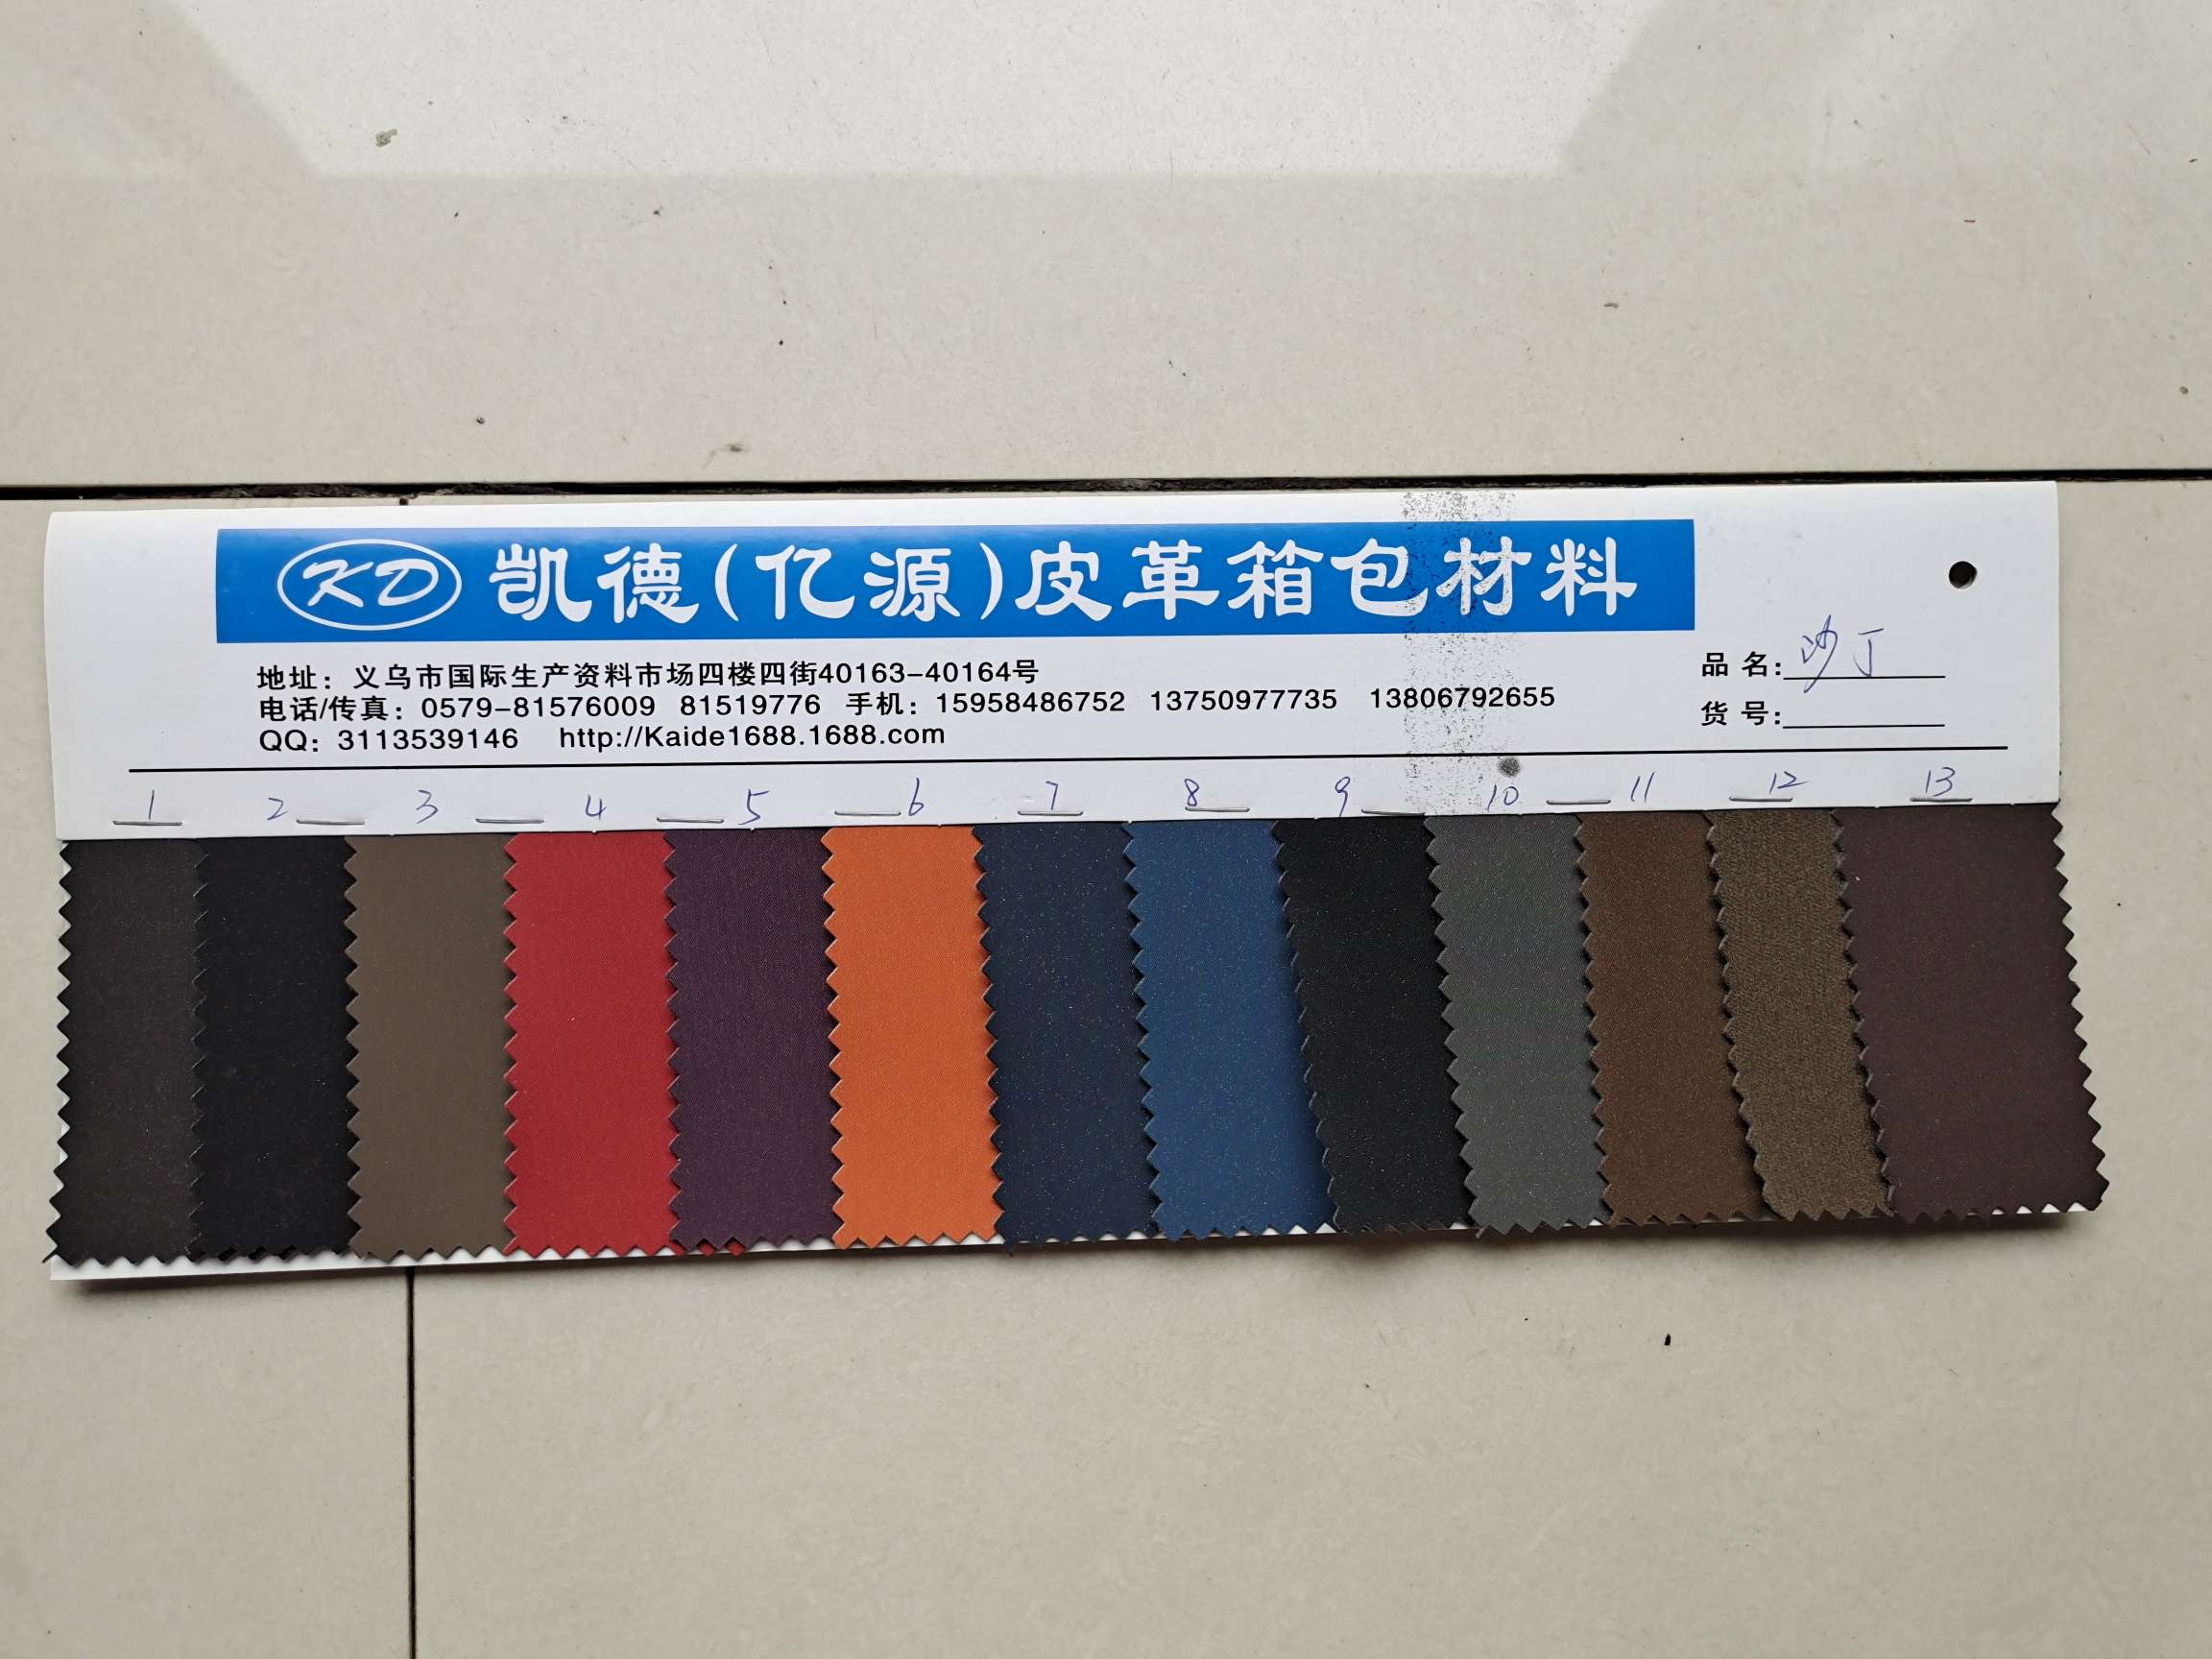 KD 凯德(亿源)皮革箱包材料
地址：义乌市国际生产资料市场四楼四街40163-40164号
电话/传真：0579-81576009 81519776 手机：15958486752 13750977735 13806792655
QQ：3113539146 http://Kaide1688.1688.com
品 名:沙丁
货 号:
1 2 3 4 5 6 7 8 9 10 11 12 13